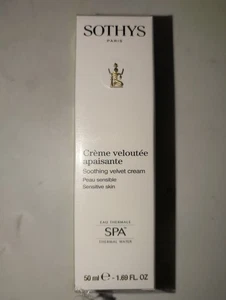 SOTHYS
PARIS
Crème veloutée
apaisante
Soothing velvet cream
Peau sensible
Sensitive skin
EAU THERMALE
SPA™
THERMAL WATER
50 ml ℮ - 1.69 FL. OZ